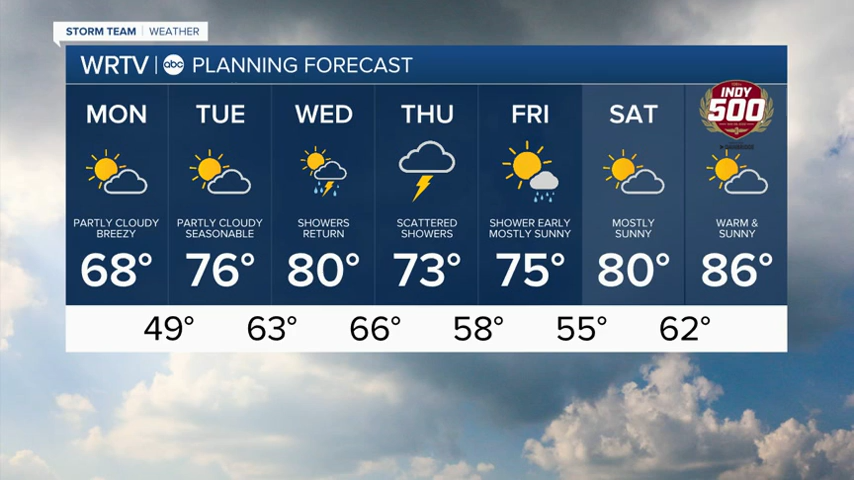 STORM TEAM | WEATHER
WRTV | abc PLANNING FORECAST
MON TUE WED THU FRI SAT INDY 500
PARTLY CLOUDY BREEZY
PARTLY CLOUDY SEASONABLE
SHOWERS RETURN
SCATTERED SHOWERS
SHOWER EARLY MOSTLY SUNNY
MOSTLY SUNNY
WARM & SUNNY
68° 76° 80° 73° 75° 80° 86°
49° 63° 66° 58° 55° 62°